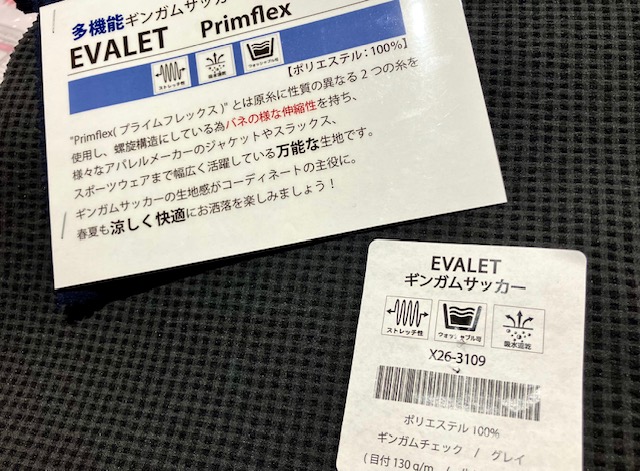 多機能ギンガムサッカ
EVALET Primflex
ストレッチ性
吸水速乾
ウォッシャブル可
【ポリエステル：100%】
"Primflex(プライムフレックス)" とは原糸に性質の異なる2つの糸を
使用し、螺旋構造にしている為バネの様な伸縮性を持ち、
様々なアパレルメーカーのジャケットやスラックス、
スポーツウェアまで幅広く活躍している万能な生地です。
ギンガムサッカーの生地感がコーディネートの主役に。
春夏も涼しく快適にお洒落を楽しみましょう！
EVALET
ギンガムサッカー
ストレッチ性
ウォッシャブル可
吸水速乾
X26-3109
ポリエステル 100%
ギンガムチェック / グレイ
(目付 130 g/m